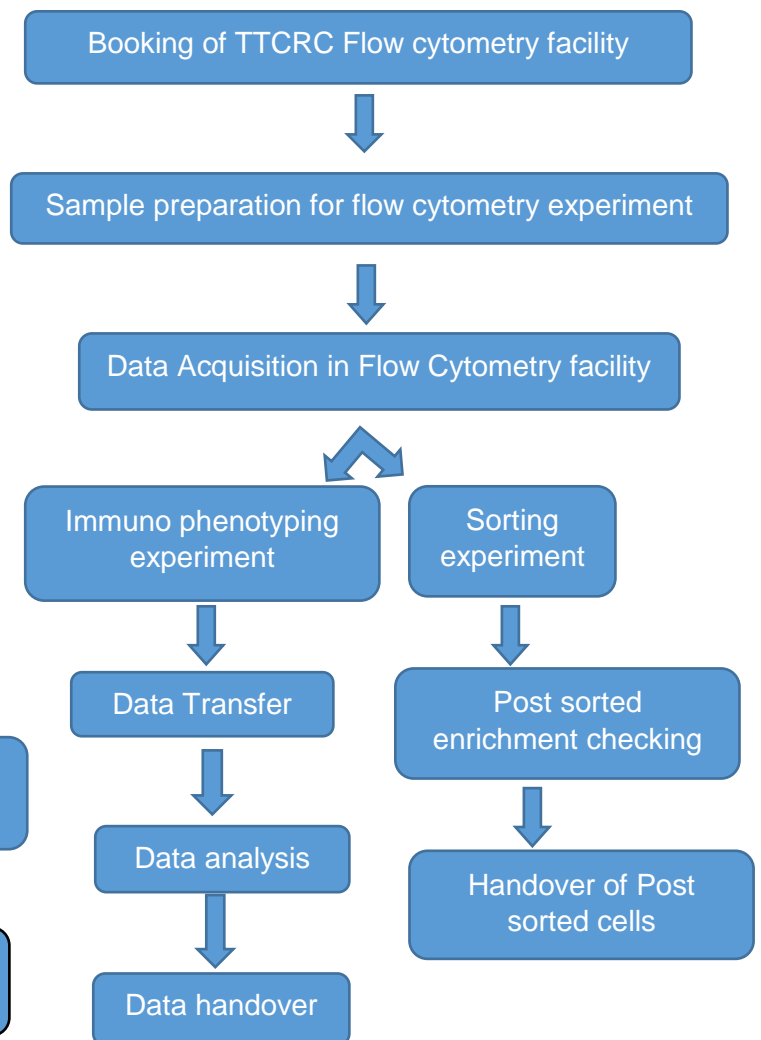 Booking of TTCRC Flow cytometry facility
Sample preparation for flow cytometry experiment
Data Acquisition in Flow Cytometry facility
Immuno phenotyping
experiment
Sorting
experiment
Data Transfer
Post sorted
enrichment checking
Data analysis
Handover of Post
sorted cells
Data handover